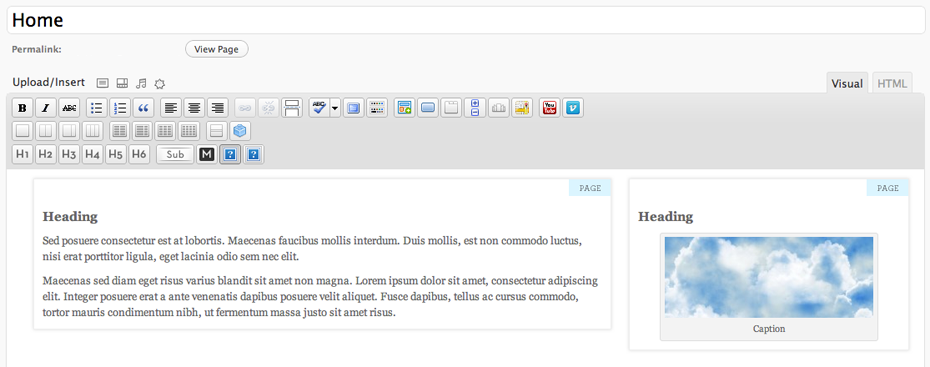 Home
Permalink: View Page
Upload/Insert
Visual HTML
B I ABC ABC You Tube v
H1 H2 H3 H4 H5 H6 Sub M ? ?
PAGE
Heading
Sed posuere consectetur est at lobortis. Maecenas faucibus mollis interdum. Duis mollis, est non commodo luctus,
nisi erat porttitor ligula, eget lacinia odio sem nec elit.
Maecenas sed diam eget risus varius blandit sit amet non magna. Lorem ipsum dolor sit amet, consectetur adipiscing
elit. Integer posuere erat a ante venenatis dapibus posuere velit aliquet. Fusce dapibus, tellus ac cursus commodo,
tortor mauris condimentum nibh, ut fermentum massa justo sit amet risus.
PAGE
Heading
Caption